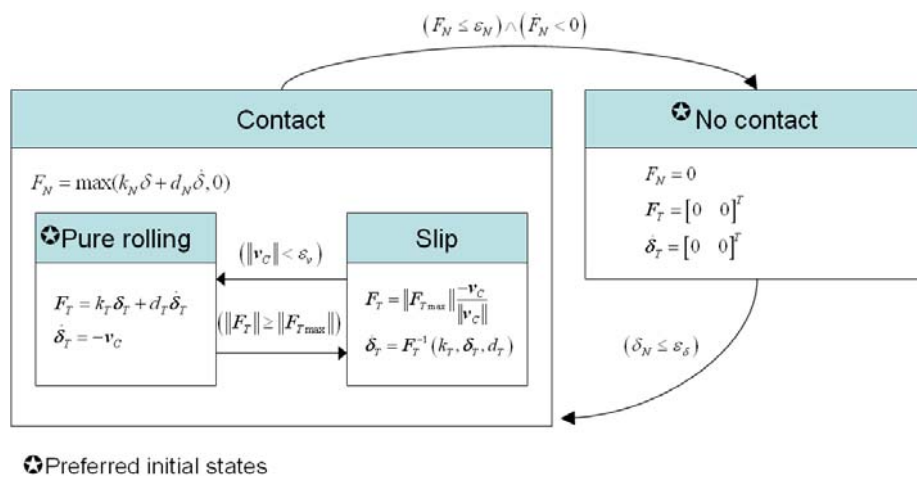 (F_N ≤ ε_N) ∧ (Ḟ_N < 0)
Contact
F_N = max(k_N δ + d_N δ̇, 0)
✪Pure rolling
F_T = k_T δ_T + d_T δ̇_T
δ̇_T = −v_C
(‖v_C‖ < ε_v)
(‖F_T‖ ≥ ‖F_Tmax‖)
Slip
F_T = ‖F_Tmax‖ −v_C / ‖v_C‖
δ̇_T = F_T^{-1}(k_T, δ_T, d_T)
✪No contact
F_N = 0
F_T = [0 0]^T
δ̇_T = [0 0]^T
(δ_N ≤ ε_δ)
✪Preferred initial states